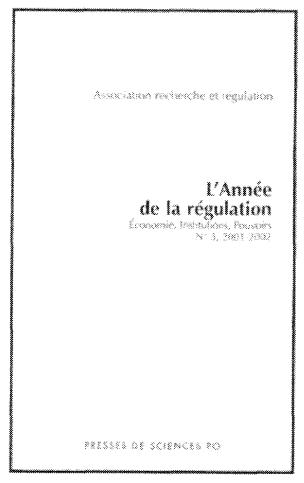 Association recherche et régulation
L'Année
de la régulation
Économie, Institutions, Pouvoirs
N° 5, 2001-2002
PRESSES DE SCIENCES PO